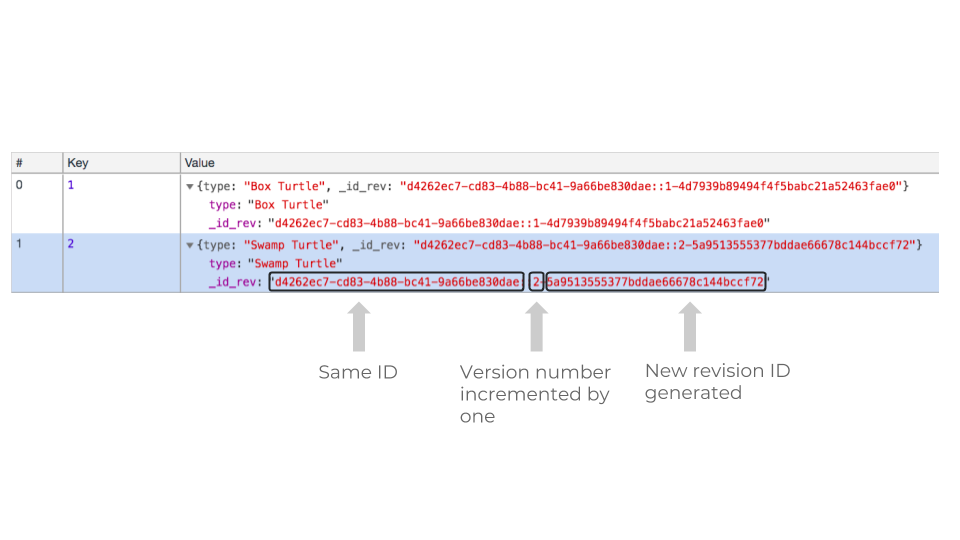 # Key Value
0 1 ▼{type: "Box Turtle", _id_rev: "d4262ec7-cd83-4b88-bc41-9a66be830dae::1-4d7939b89494f4f5babc21a52463fae0"}
type: "Box Turtle"
_id_rev: "d4262ec7-cd83-4b88-bc41-9a66be830dae::1-4d7939b89494f4f5babc21a52463fae0"
1 2 ▼{type: "Swamp Turtle", _id_rev: "d4262ec7-cd83-4b88-bc41-9a66be830dae::2-5a9513555377bddae66678c144bccf72"}
type: "Swamp Turtle"
_id_rev: "d4262ec7-cd83-4b88-bc41-9a66be830dae::2-5a9513555377bddae66678c144bccf72"
Same ID
Version number
incremented by
one
New revision ID
generated